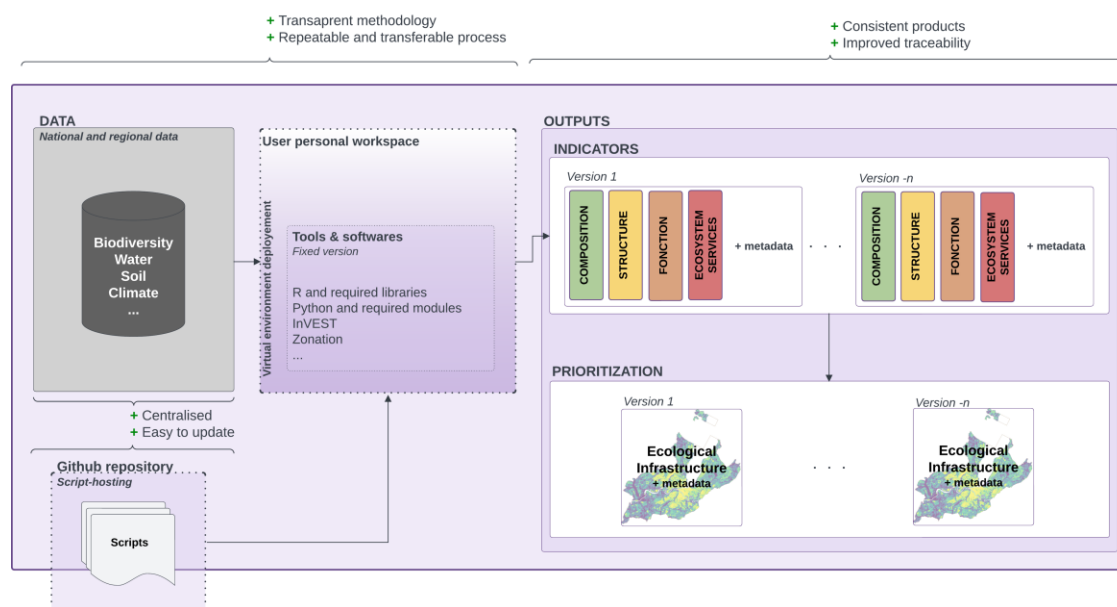 + Transaprent methodology
+ Repeatable and transferable process
+ Consistent products
+ Improved traceability
DATA
National and regional data
Biodiversity
Water
Soil
Climate
...
+ Centralised
+ Easy to update
Github repository
Script-hosting
Scripts
User personal workspace
Virtual environment deployement
Tools & softwares
Fixed version
R and required libraries
Python and required modules
InVEST
Zonation
...
OUTPUTS
INDICATORS
Version 1
COMPOSITION
STRUCTURE
FONCTION
ECOSYSTEM
SERVICES
+ metadata
. . .
Version -n
COMPOSITION
STRUCTURE
FONCTION
ECOSYSTEM
SERVICES
+ metadata
PRIORITIZATION
Version 1
Ecological
Infrastructure
+ metadata
. . .
Version -n
Ecological
Infrastructure
+ metadata